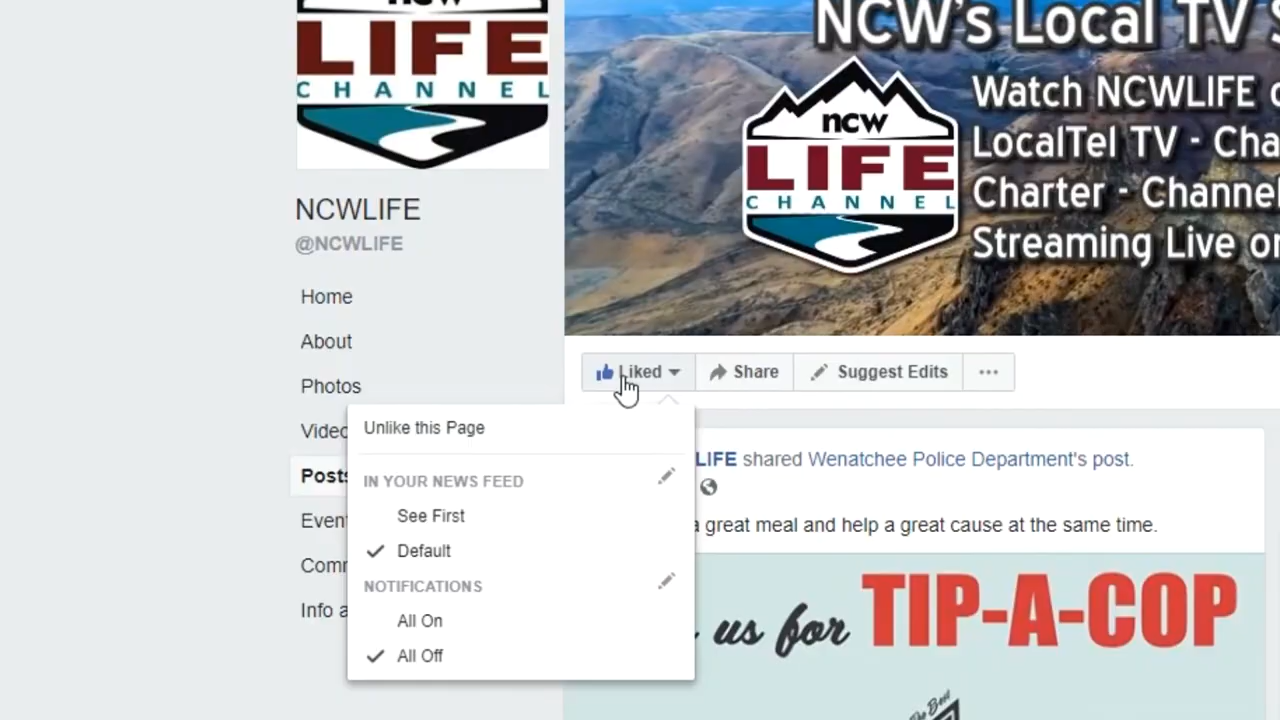 ncw
LIFE
CHANNEL
NCWLIFE
@NCWLIFE
Home
About
Photos
Posts
NCW's Local TV
Watch NCWLIFE
LocalTel TV -
Charter - Channel
Streaming Live
ncw
LIFE
CHANNEL
Liked
Share
Suggest Edits
Unlike this Page
IN YOUR NEWS FEED
See First
Default
NOTIFICATIONS
All On
All Off
LIFE shared Wenatchee Police Department's post.
a great meal and help a great cause at the same time.
us for TIP-A-COP
The Best